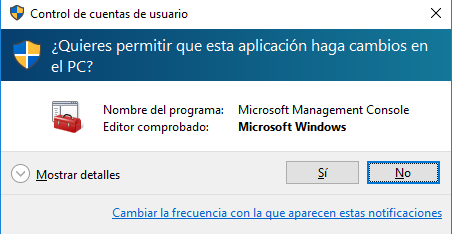 Control de cuentas de usuario
¿Quieres permitir que esta aplicación haga cambios en
el PC?
Nombre del programa: Microsoft Management Console
Editor comprobado: Microsoft Windows
Mostrar detalles
Sí
No
Cambiar la frecuencia con la que aparecen estas notificaciones